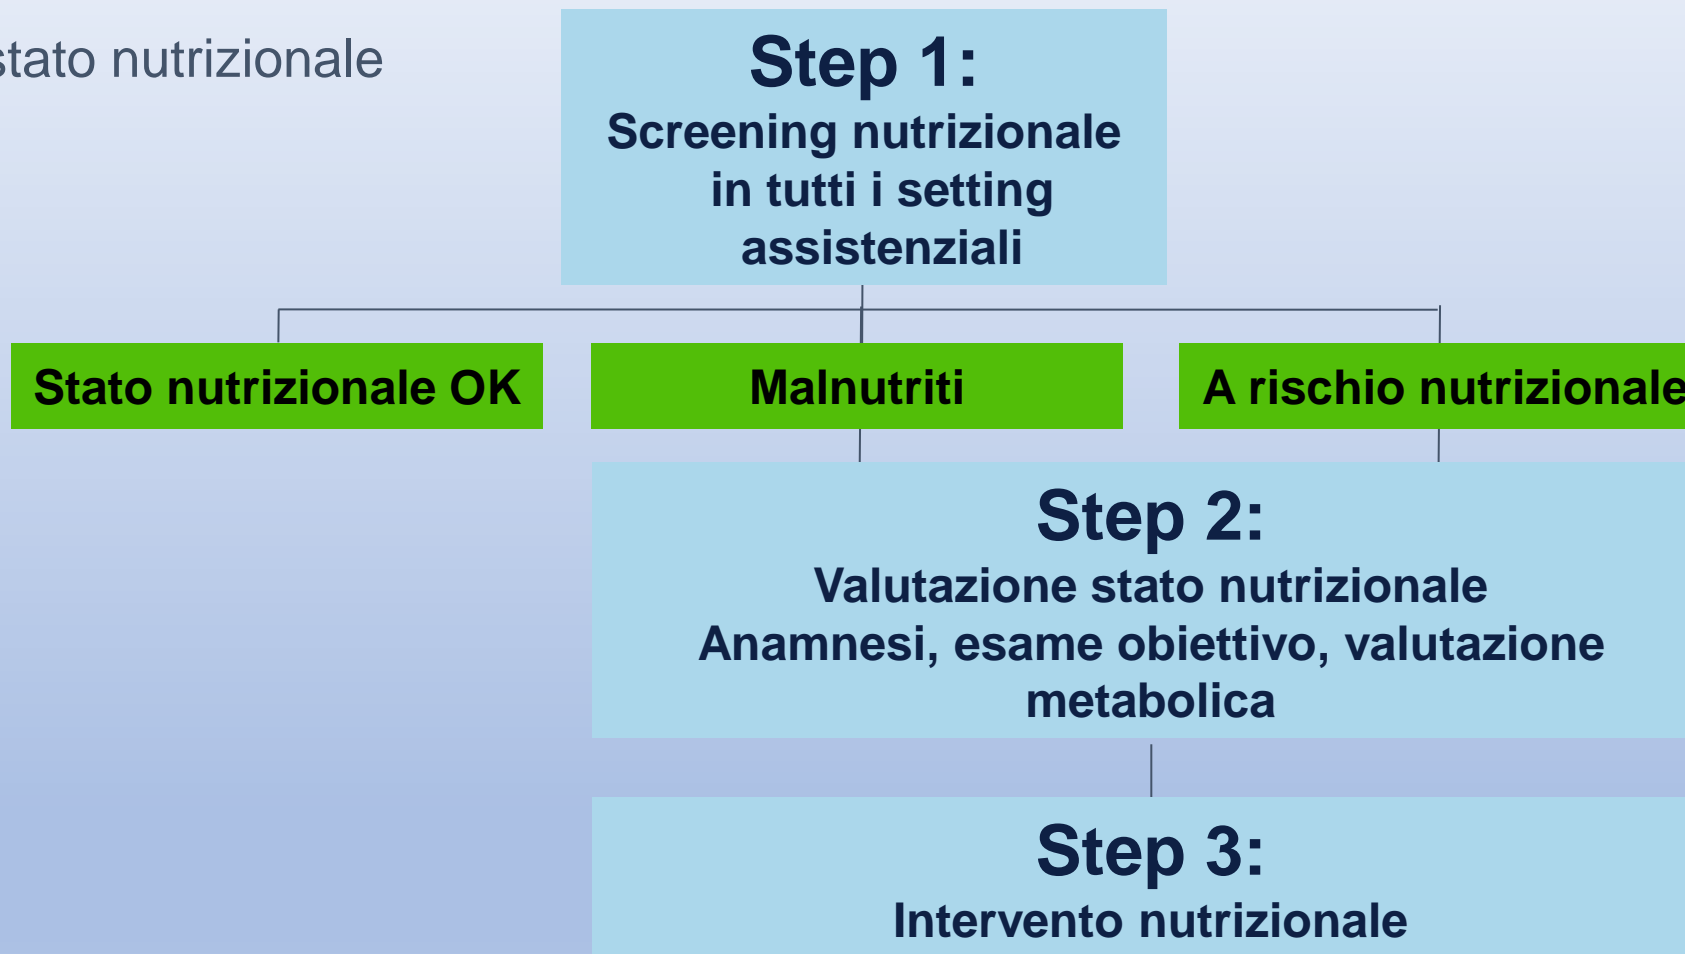 stato nutrizionale
Step 1:
Screening nutrizionale
in tutti i setting
assistenziali
Stato nutrizionale OK
Malnutriti
A rischio nutrizionale
Step 2:
Valutazione stato nutrizionale
Anamnesi, esame obiettivo, valutazione
metabolica
Step 3:
Intervento nutrizionale